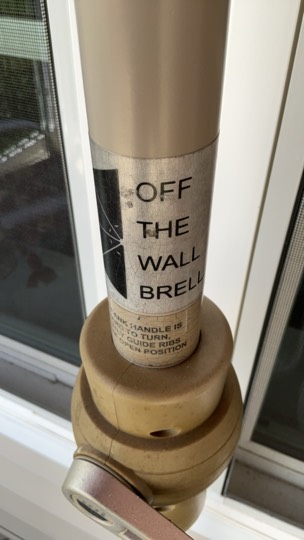 OFF
THE
WALL
BRELL
HANDLE IS
TO TURN,
GUIDE RIBS
OPEN POSITION